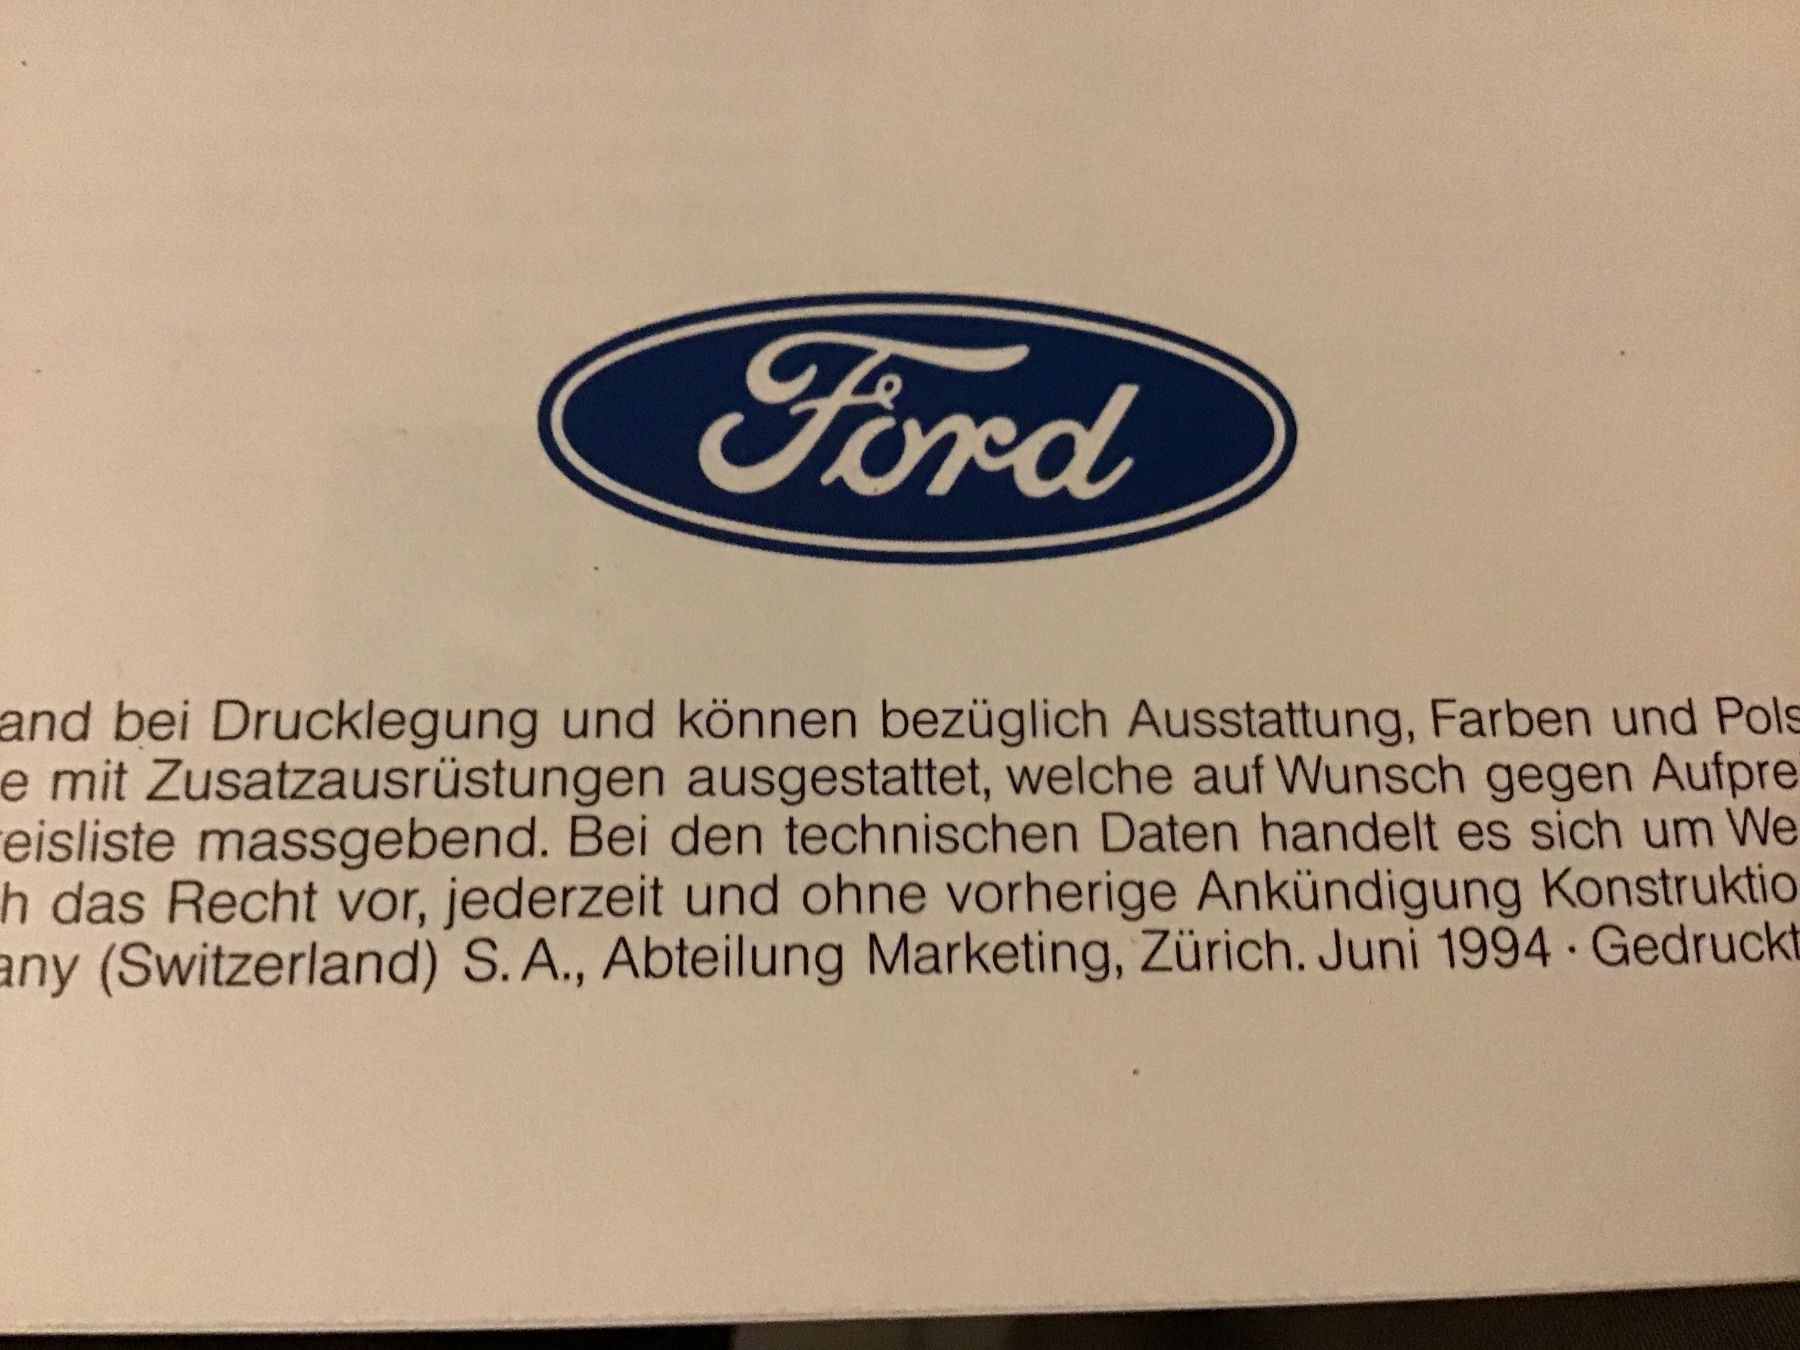 Ford
and bei Drucklegung und können bezüglich Ausstattung, Farben und Pols
e mit Zusatzausrüstungen ausgestattet, welche auf Wunsch gegen Aufpre
eisliste massgebend. Bei den technischen Daten handelt es sich um We
h das Recht vor, jederzeit und ohne vorherige Ankündigung Konstruktio
any (Switzerland) S.A., Abteilung Marketing, Zürich. Juni 1994 · Gedruckt